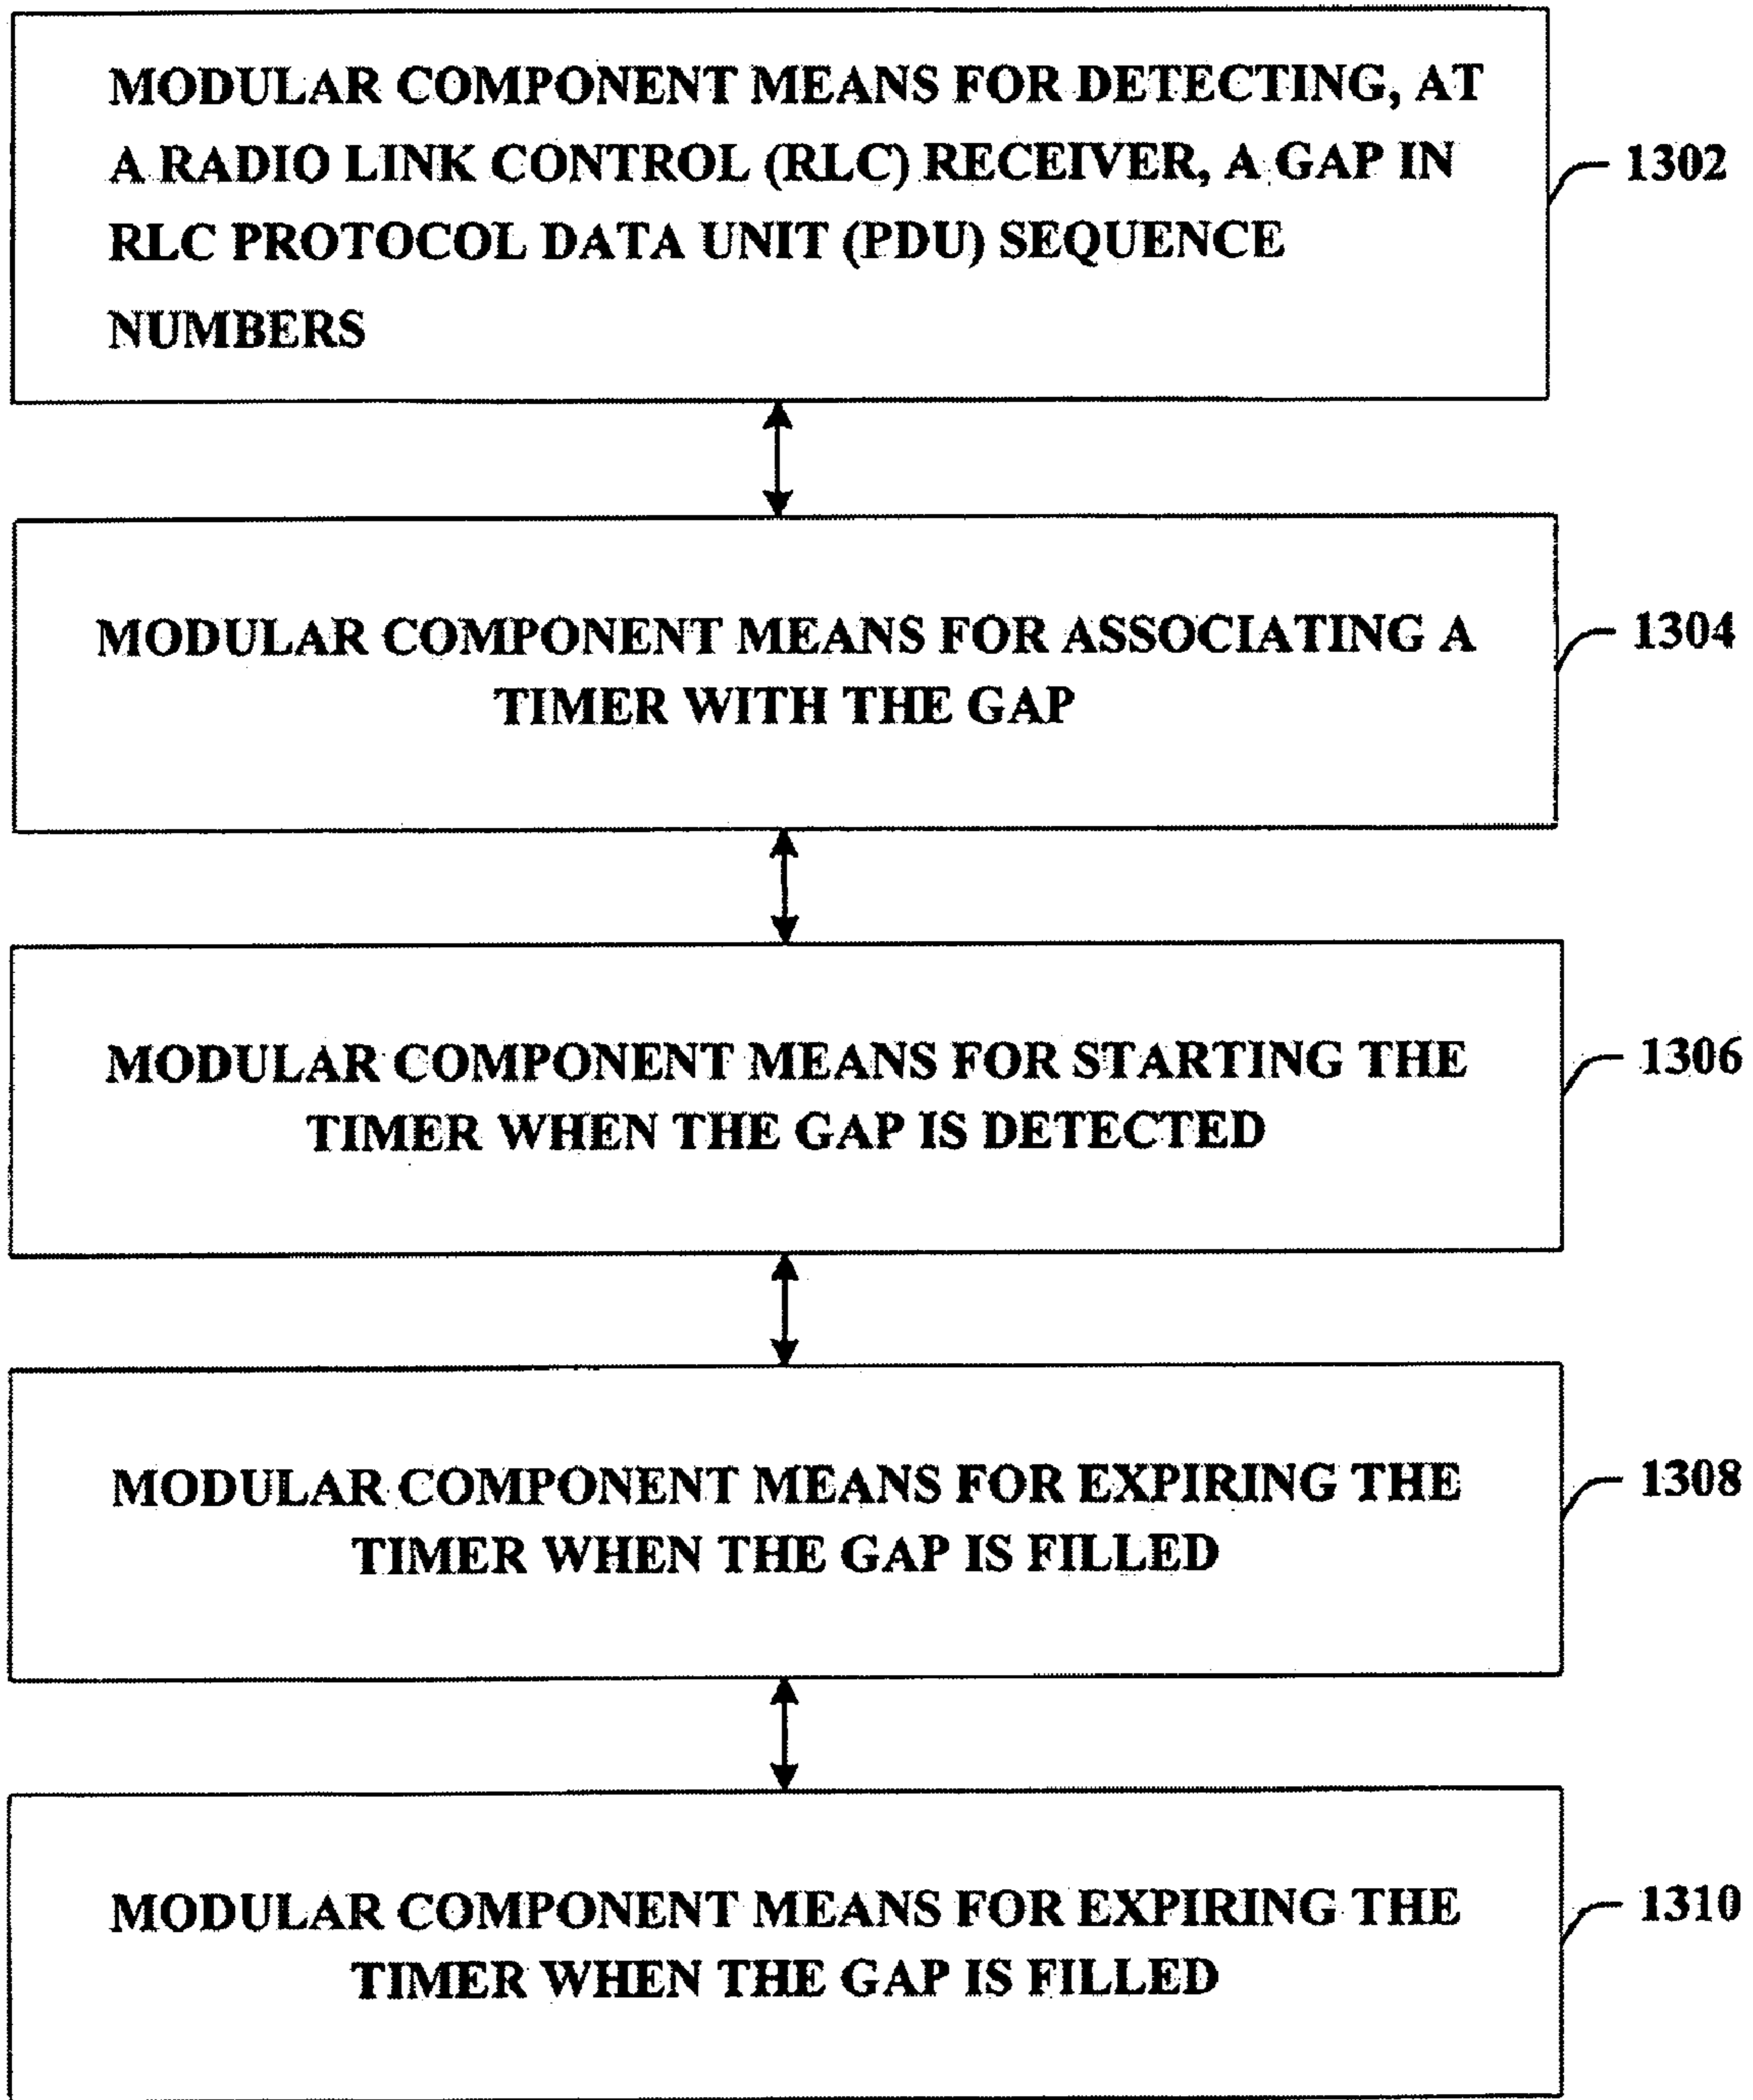 MODULAR COMPONENT MEANS FOR DETECTING, AT
A RADIO LINK CONTROL (RLC) RECEIVER, A GAP IN
RLC PROTOCOL DATA UNIT (PDU) SEQUENCE
NUMBERS
1302
MODULAR COMPONENT MEANS FOR ASSOCIATING A
TIMER WITH THE GAP
1304
MODULAR COMPONENT MEANS FOR STARTING THE
TIMER WHEN THE GAP IS DETECTED
1306
MODULAR COMPONENT MEANS FOR EXPIRING THE
TIMER WHEN THE GAP IS FILLED
1308
MODULAR COMPONENT MEANS FOR EXPIRING THE
TIMER WHEN THE GAP IS FILLED
1310